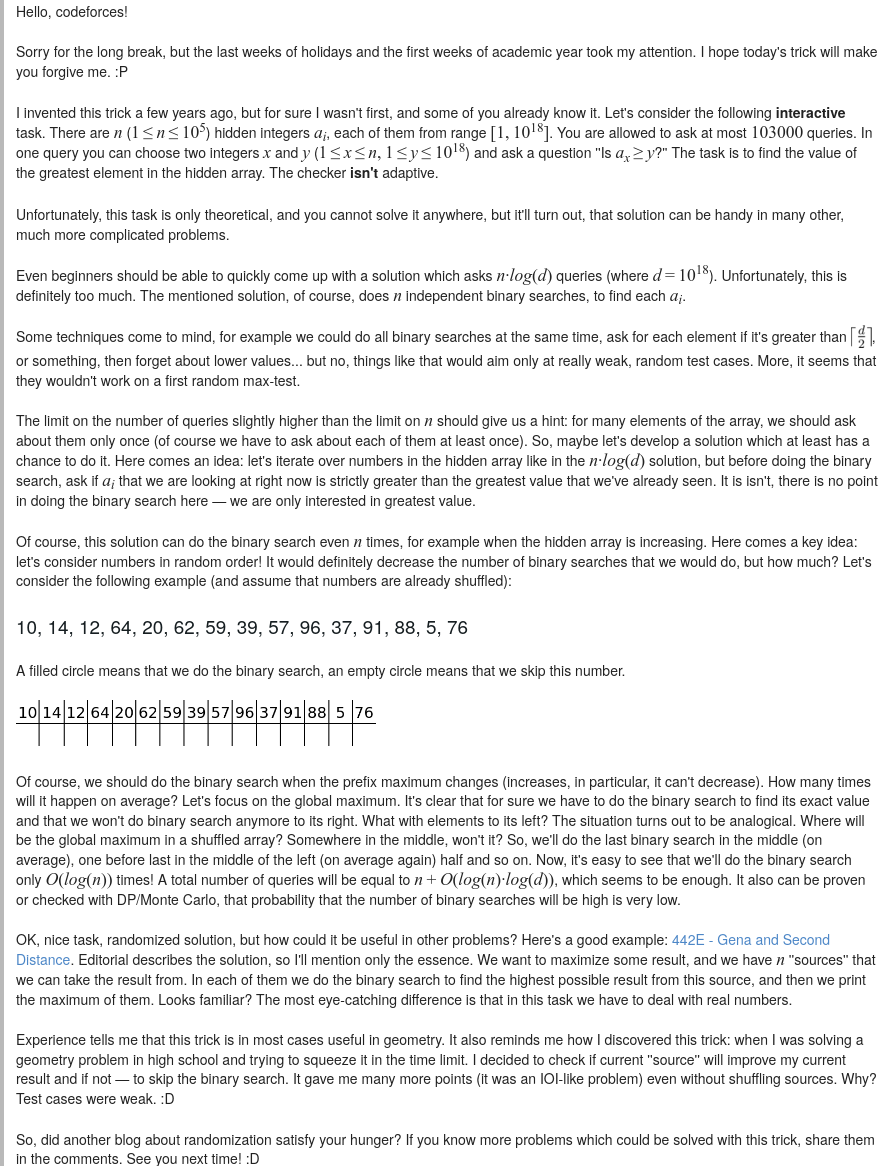 Hello, codeforces!
Sorry for the long break, but the last weeks of holidays and the first weeks of academic year took my attention. I hope today's trick will make
you forgive me. :P
I invented this trick a few years ago, but for sure I wasn't first, and some of you already know it. Let's consider the following interactive
task. There are n (1 ≤ n ≤ 10^5) hidden integers a_i, each of them from range [1, 10^18]. You are allowed to ask at most 103000 queries. In
one query you can choose two integers x and y (1 ≤ x ≤ n, 1 ≤ y ≤ 10^18) and ask a question "Is a_x ≥ y?" The task is to find the value of
the greatest element in the hidden array. The checker isn't adaptive.
Unfortunately, this task is only theoretical, and you cannot solve it anywhere, but it'll turn out, that solution can be handy in many other,
much more complicated problems.
Even beginners should be able to quickly come up with a solution which asks n·log(d) queries (where d = 10^18). Unfortunately, this is
definitely too much. The mentioned solution, of course, does n independent binary searches, to find each a_i.
Some techniques come to mind, for example we could do all binary searches at the same time, ask for each element if it's greater than ⌈d/2⌉,
or something, then forget about lower values... but no, things like that would aim only at really weak, random test cases. More, it seems that
they wouldn't work on a first random max-test.
The limit on the number of queries slightly higher than the limit on n should give us a hint: for many elements of the array, we should ask
about them only once (of course we have to ask about each of them at least once). So, maybe let's develop a solution which at least has a
chance to do it. Here comes an idea: let's iterate over numbers in the hidden array like in the n·log(d) solution, but before doing the binary
search, ask if a_i that we are looking at right now is strictly greater than the greatest value that we've already seen. It is isn't, there is no point
in doing the binary search here — we are only interested in greatest value.
Of course, this solution can do the binary search even n times, for example when the hidden array is increasing. Here comes a key idea:
let's consider numbers in random order! It would definitely decrease the number of binary searches that we would do, but how much? Let's
consider the following example (and assume that numbers are already shuffled):
10, 14, 12, 64, 20, 62, 59, 39, 57, 96, 37, 91, 88, 5, 76
A filled circle means that we do the binary search, an empty circle means that we skip this number.
10 14 12 64 20 62 59 39 57 96 37 91 88 5 76
Of course, we should do the binary search when the prefix maximum changes (increases, in particular, it can't decrease). How many times
will it happen on average? Let's focus on the global maximum. It's clear that for sure we have to do the binary search to find its exact value
and that we won't do binary search anymore to its right. What with elements to its left? The situation turns out to be analogical. Where will
be the global maximum in a shuffled array? Somewhere in the middle, won't it? So, we'll do the last binary search in the middle (on
average), one before last in the middle of the left (on average again) half and so on. Now, it's easy to see that we'll do the binary search
only O(log(n)) times! A total number of queries will be equal to n + O(log(n)·log(d)), which seems to be enough. It also can be proven
or checked with DP/Monte Carlo, that probability that the number of binary searches will be high is very low.
OK, nice task, randomized solution, but how could it be useful in other problems? Here's a good example: 442E - Gena and Second
Distance. Editorial describes the solution, so I'll mention only the essence. We want to maximize some result, and we have n "sources" that
we can take the result from. In each of them we do the binary search to find the highest possible result from this source, and then we print
the maximum of them. Looks familiar? The most eye-catching difference is that in this task we have to deal with real numbers.
Experience tells me that this trick is in most cases useful in geometry. It also reminds me how I discovered this trick: when I was solving a
geometry problem in high school and trying to squeeze it in the time limit. I decided to check if current "source" will improve my current
result and if not — to skip the binary search. It gave me many more points (it was an IOI-like problem) even without shuffling sources. Why?
Test cases were weak. :D
So, did another blog about randomization satisfy your hunger? If you know more problems which could be solved with this trick, share them
in the comments. See you next time! :D